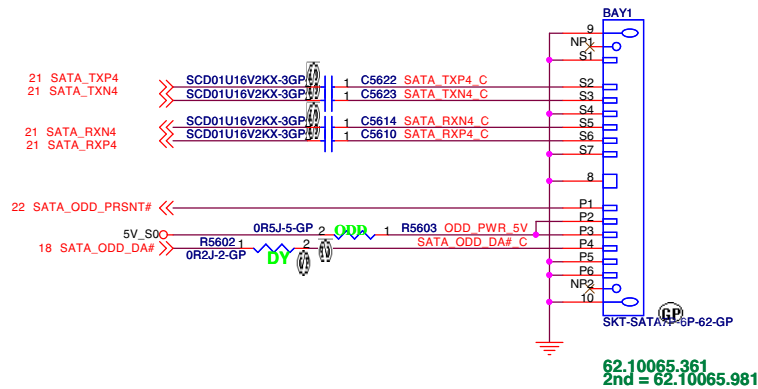 BAY1
9
NP1
S1
21 SATA_TXP4
SCD01U16V2KX-3GP
1 C5622 SATA_TXP4_C
S2
21 SATA_TXN4
SCD01U16V2KX-3GP
1 C5623 SATA_TXN4_C
S3
S4
21 SATA_RXN4
SCD01U16V2KX-3GP
1 C5614 SATA_RXN4_C
S5
21 SATA_RXP4
SCD01U16V2KX-3GP
1 C5610 SATA_RXP4_C
S6
S7
8
22 SATA_ODD_PRSNT#
P1
P2
5V_S0
0R5J-5-GP
2 ODD 1
R5603 ODD_PWR_5V
P3
18 SATA_ODD_DA#
R5602
1 2
0R2J-2-GP
DY
SATA_ODD_DA#_C
P4
P5
P6
NP2
10
GP
SKT-SATA7P-6P-62-GP
62.10065.361
2nd = 62.10065.981